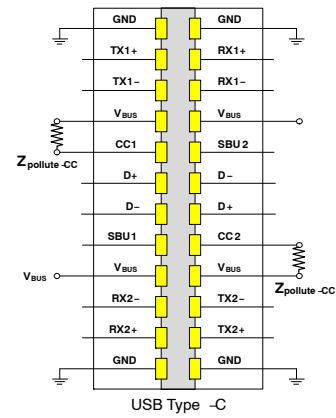 GND GND
TX1+ RX1+
TX1− RX1−
VBUS VBUS
CC1 SBU2
Zpollute -CC
D+ D−
D− D+
SBU1 CC2
VBUS VBUS VBUS
Zpollute -CC
RX2− TX2−
RX2+ TX2+
GND GND
USB Type −C